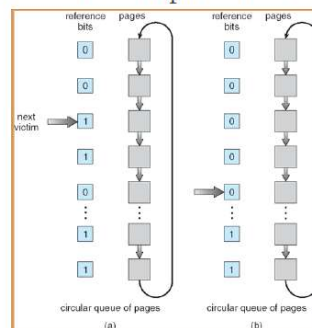 reference
bits
pages
reference
bits
pages
0
0
0
0
next
victim
1
0
1
0
0
0
1
1
1
1
circular queue of pages
circular queue of pages
(a)
(b)